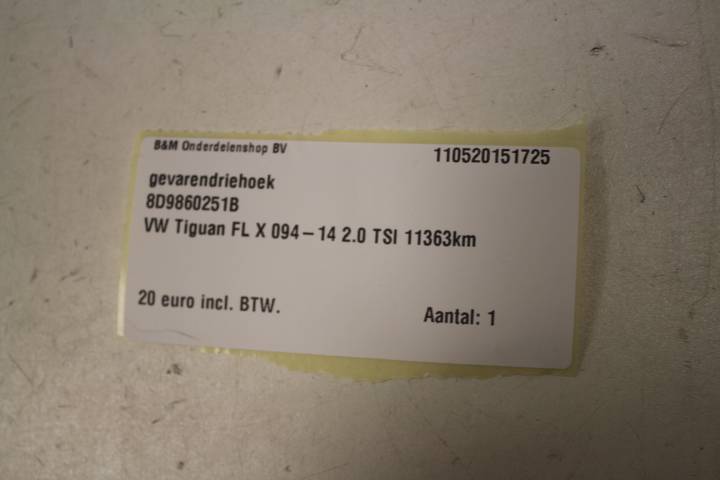 B&M Onderdelenshop BV
110520151725
gevarendriehoek
8D9860251B
VW Tiguan FL X 094-14 2.0 TSI 11363km
20 euro incl. BTW.
Aantal: 1